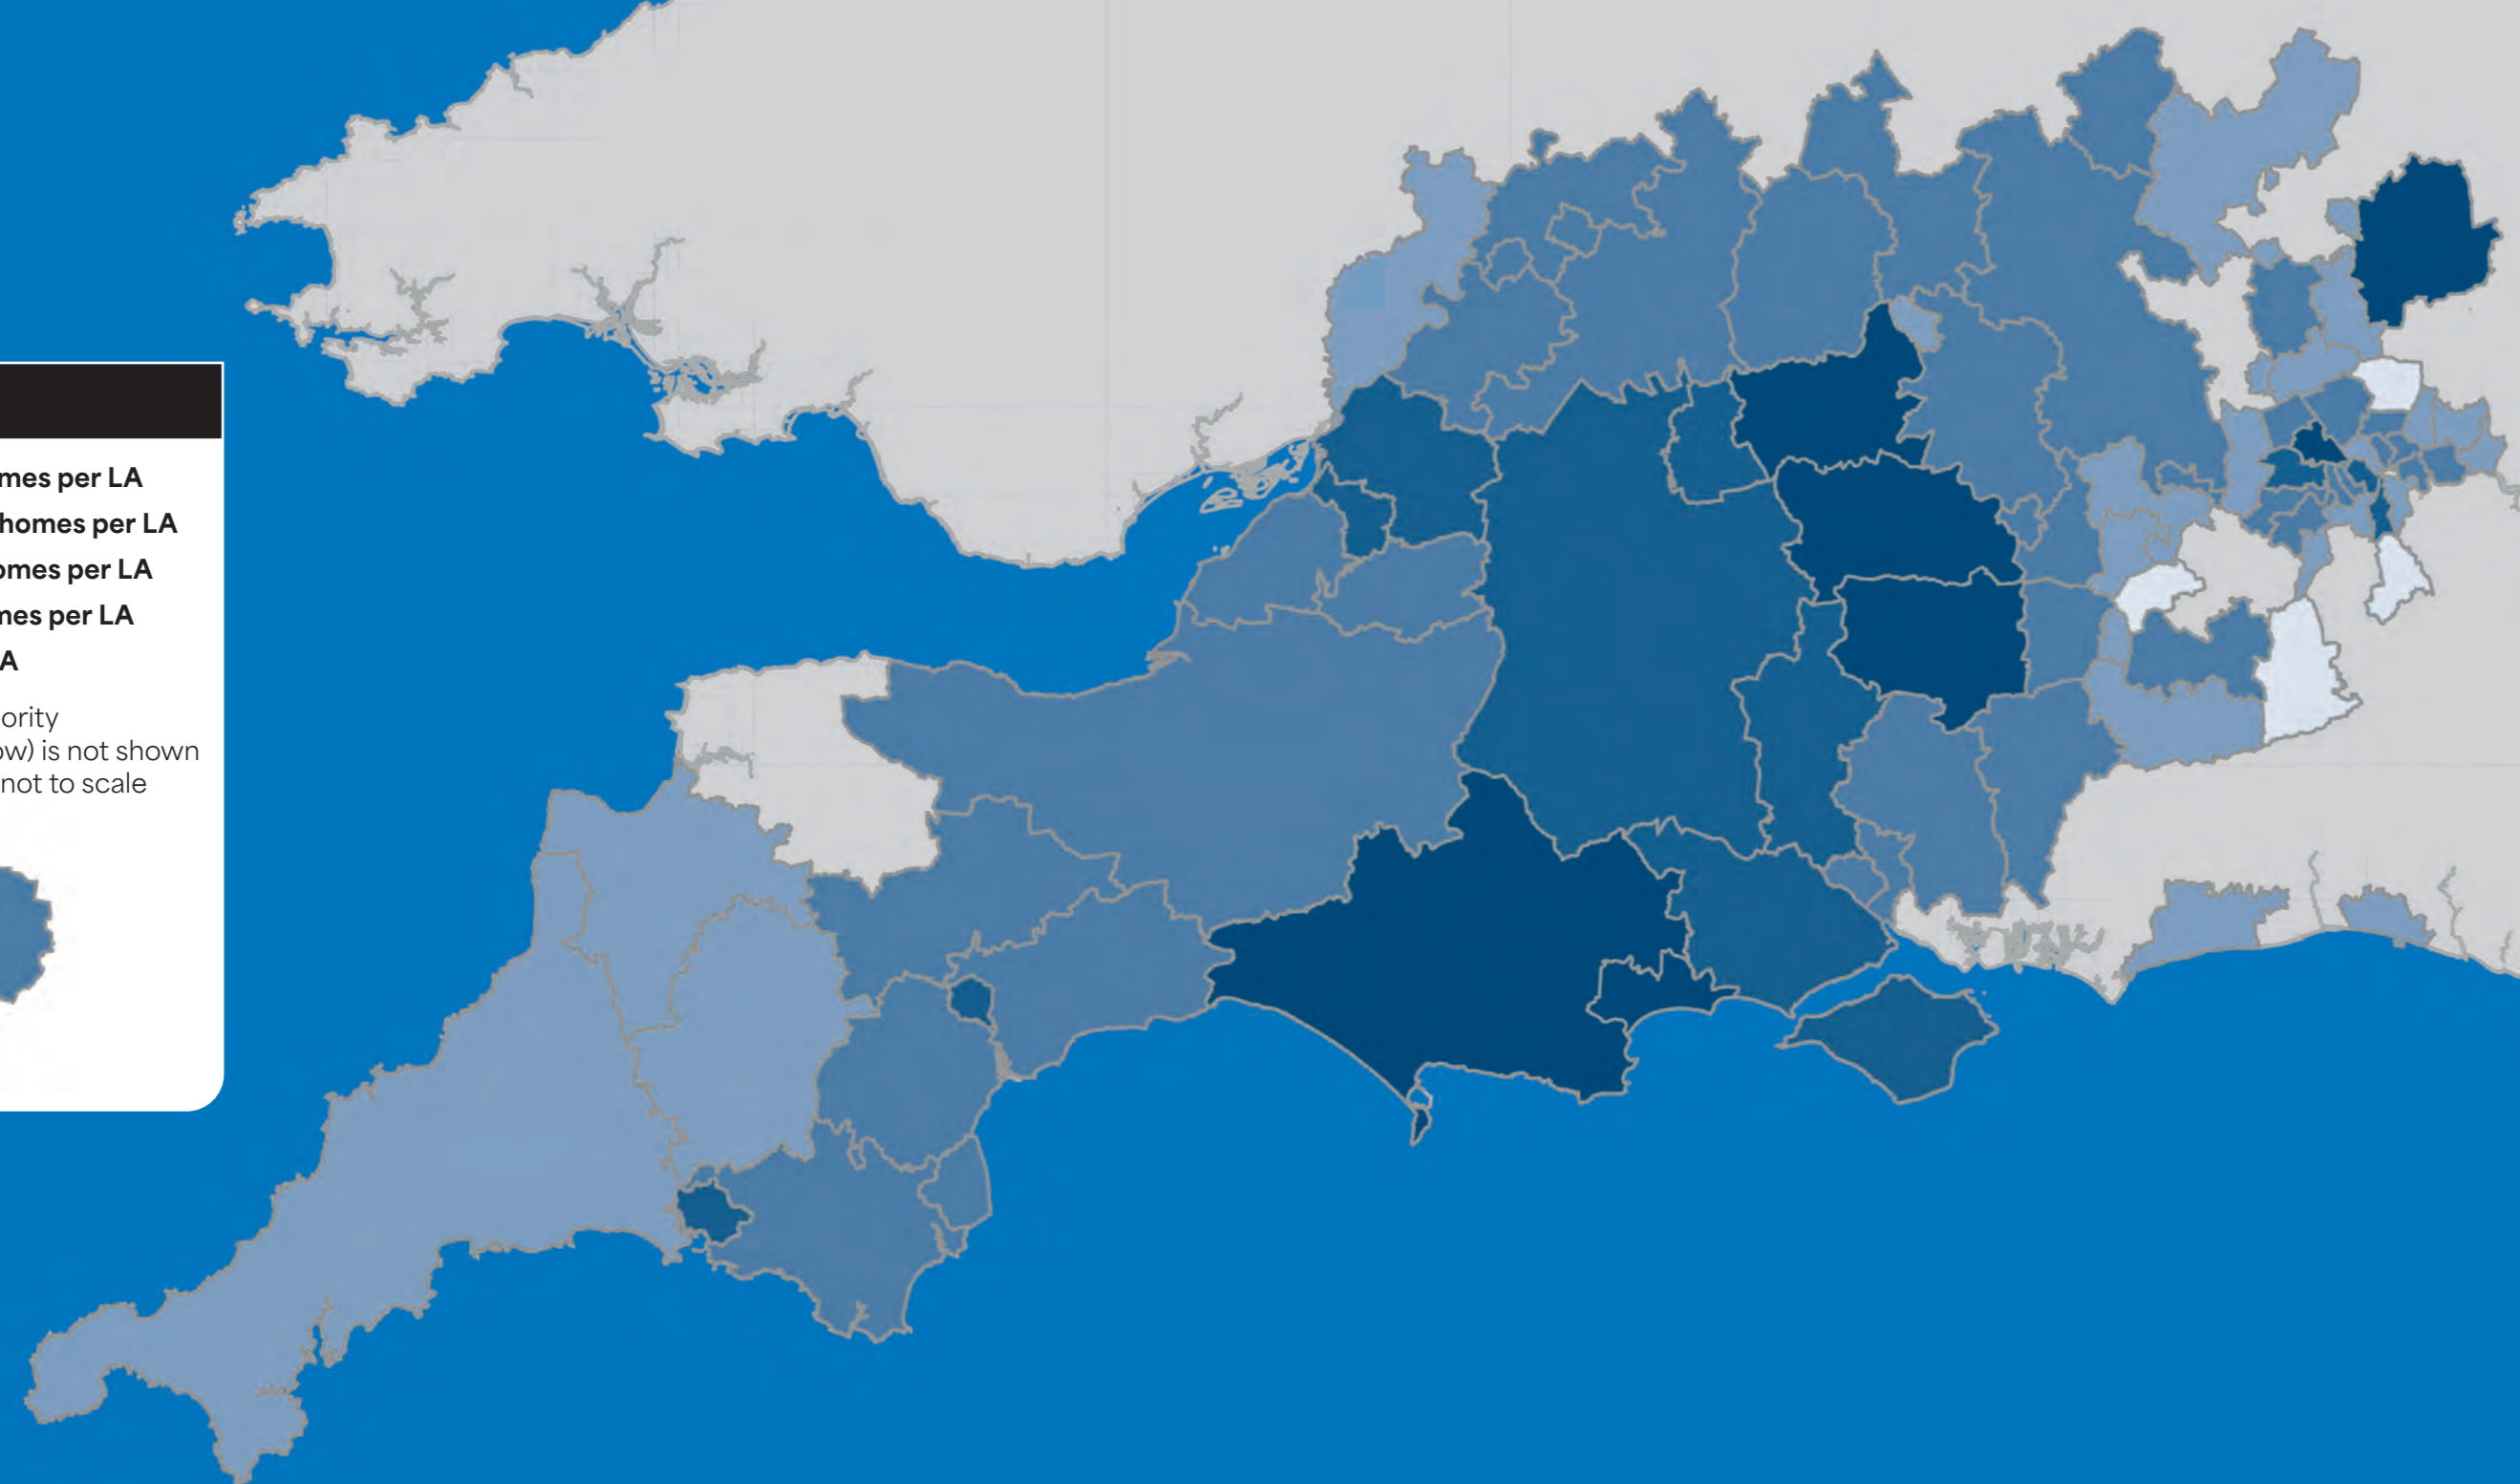 mes per LA
homes per LA
omes per LA
mes per LA
A
ority
ow) is not shown
not to scale